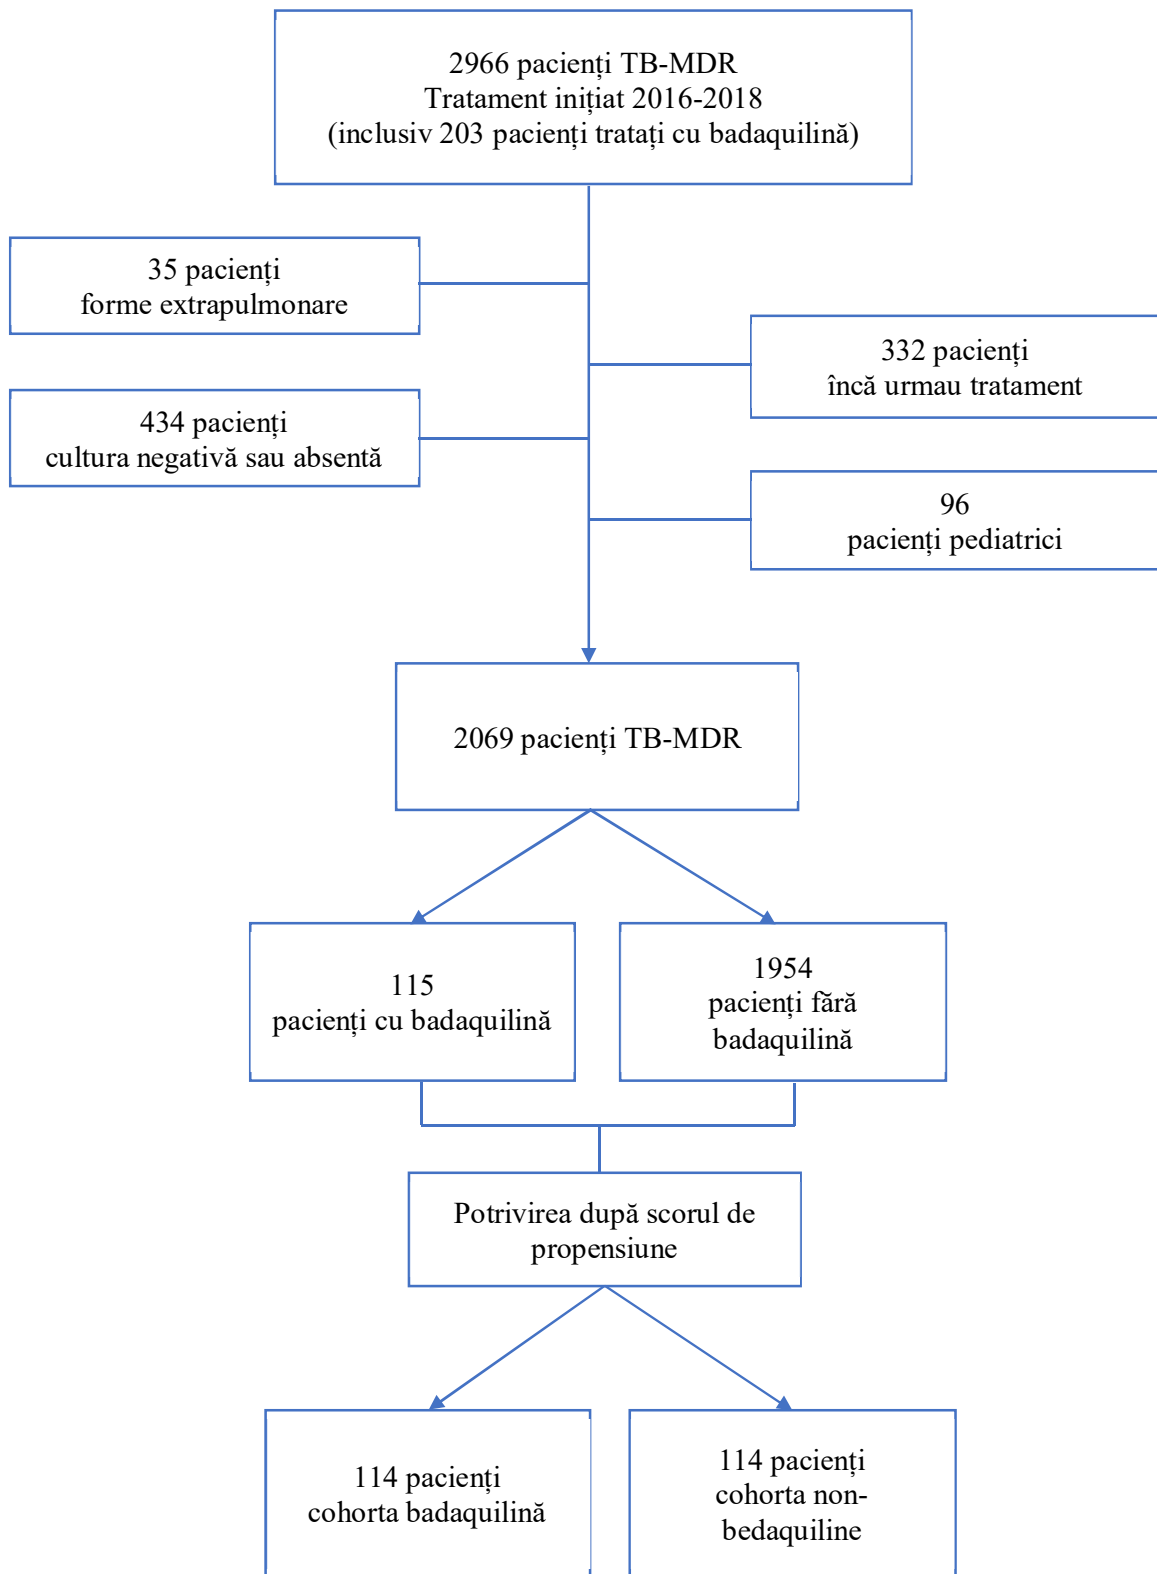 2966 pacienți TB-MDR
Tratament inițiat 2016-2018
(inclusiv 203 pacienți tratați cu badaquilină)
35 pacienți
forme extrapulmonare
332 pacienți
încă urmau tratament
434 pacienți
cultura negativă sau absentă
96
pacienți pediatrici
2069 pacienți TB-MDR
115
pacienți cu badaquilină
1954
pacienți fără
badaquilină
Potrivirea după scorul de
propensiune
114 pacienți
cohorta badaquilină
114 pacienți
cohorta non-
bedaquiline